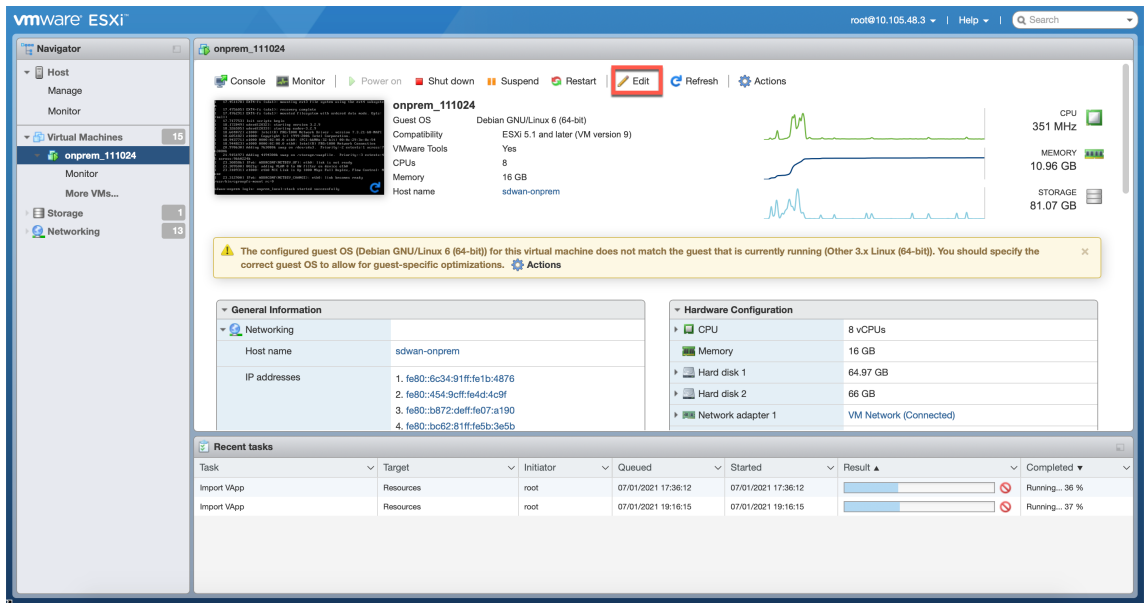 vmware ESXi™
root@10.105.48.3 | Help | Search
Navigator
Host
Manage
Monitor
Virtual Machines 15
onprem_111024
Monitor
More VMs...
Storage 1
Networking 13
onprem_111024
Console Monitor | Power on Shut down Suspend Restart | Edit Refresh | Actions
onprem_111024
Guest OS Debian GNU/Linux 6 (64-bit)
Compatibility ESXi 5.1 and later (VM version 9)
VMware Tools Yes
CPUs 8
Memory 16 GB
Host name sdwan-onprem
CPU
351 MHz
MEMORY
10.96 GB
STORAGE
81.07 GB
The configured guest OS (Debian GNU/Linux 6 (64-bit)) for this virtual machine does not match the guest that is currently running (Other 3.x Linux (64-bit)). You should specify the
correct guest OS to allow for guest-specific optimizations. Actions
General Information
Networking
Host name sdwan-onprem
IP addresses 1. fe80::6c34:91ff:fe1b:4876
2. fe80::454:9cff:fe4d:4c9f
3. fe80::b872:deff:fe07:a190
4. fe80::bc62:81ff:fe5b:3e5b
Hardware Configuration
CPU 8 vCPUs
Memory 16 GB
Hard disk 1 64.97 GB
Hard disk 2 66 GB
Network adapter 1 VM Network (Connected)
Recent tasks
Task Target Initiator Queued Started Result ▲ Completed ▼
Import VApp Resources root 07/01/2021 17:36:12 07/01/2021 17:36:12 Running... 36 %
Import VApp Resources root 07/01/2021 19:16:15 07/01/2021 19:16:15 Running... 37 %